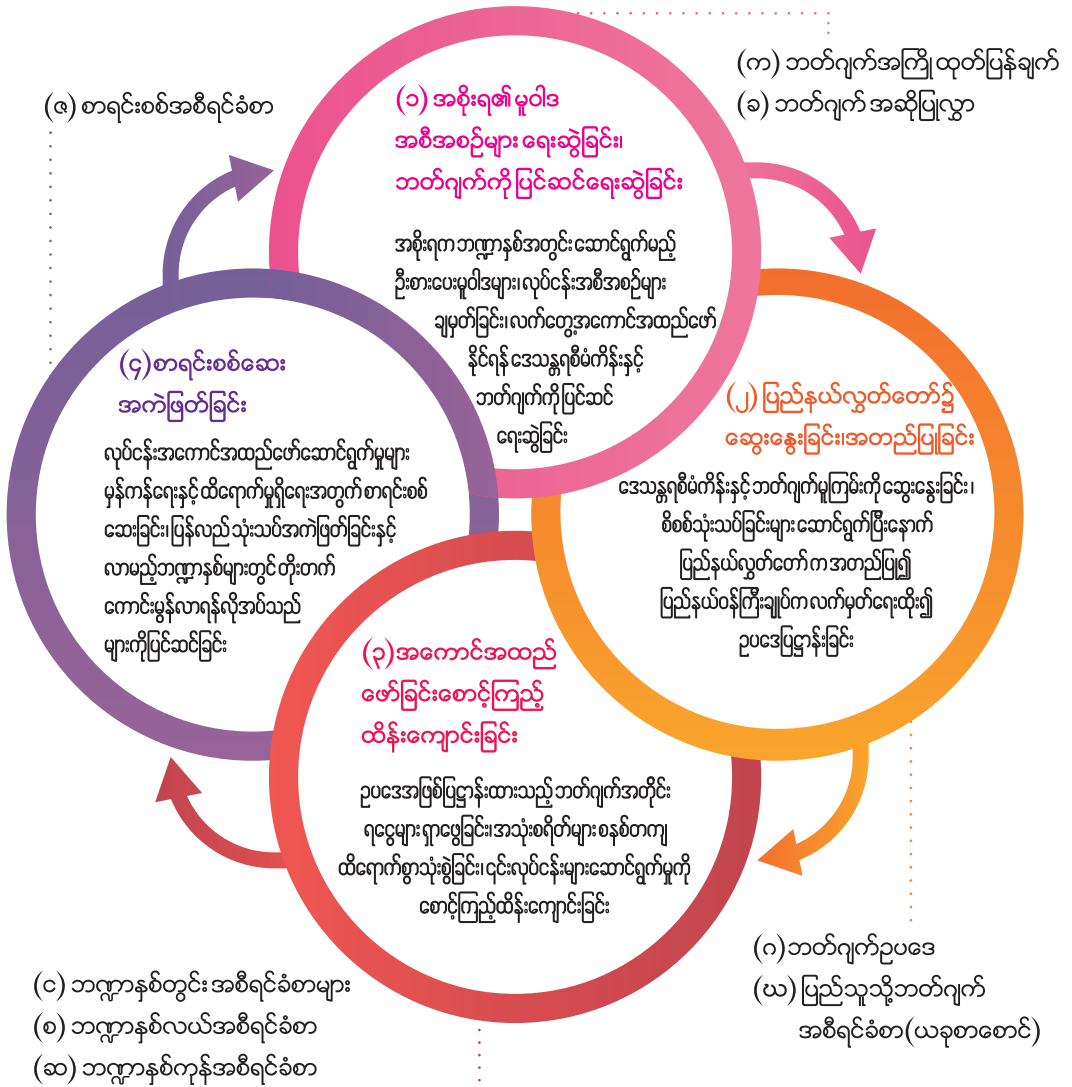 (က) ဘတ်ဂျက်အကြိုထုတ်ပြန်ချက်
(ခ) ဘတ်ဂျက် အဆိုပြုလွှာ
(ဇ) စာရင်းစစ်အစီရင်ခံစာ
(၁) အစိုးရ၏ မူဝါဒ
အစီအစဉ်များ ရေးဆွဲခြင်း၊
ဘတ်ဂျက်ကို ပြင်ဆင်ရေးဆွဲခြင်း
အစိုးရက ဘဏ္ဍာနှစ်အတွင်း ဆောင်ရွက်မည့်
ဦးစားပေးမူဝါဒများ၊ လုပ်ငန်းအစီအစဉ်များ
ချမှတ်ခြင်း၊ လက်တွေ့အကောင်အထည်ဖော်
နိုင်ရန် ဒေသန္တရစီမံကိန်းနှင့်
ဘတ်ဂျက်ကိုပြင်ဆင်
ရေးဆွဲခြင်း
(၂) ပြည်နယ်လွှတ်တော်၌
ဆွေးနွေးခြင်း၊အတည်ပြုခြင်း
ဒေသန္တရစီမံကိန်းနှင့် ဘတ်ဂျက်မူကြမ်းကို ဆွေးနွေးခြင်း ၊
စိစစ်သုံးသပ်ခြင်းများ ဆောင်ရွက်ပြီးနောက်
ပြည်နယ်လွှတ်တော် က အတည်ပြု၍
ပြည်နယ်ဝန်ကြီးချုပ်က လက်မှတ်ရေးထိုး၍
ဥပဒေပြဋ္ဌာန်းခြင်း
(၄)စာရင်းစစ်ဆေး
အကဲဖြတ်ခြင်း
လုပ်ငန်းအကောင်အထည်ဖော်ဆောင်ရွက်မှုများ
မှန်ကန်ရေးနှင့် ထိရောက်မှုရှိရေးအတွက် စာရင်းစစ်
ဆေးခြင်း၊ ပြန်လည် သုံးသပ်အကဲဖြတ်ခြင်းနှင့်
လာမည့်ဘဏ္ဍာနှစ်များတွင် တိုးတက်
ကောင်းမွန်လာရန်လိုအပ်သည်
များကိုပြင်ဆင်ခြင်း
(၃)အကောင်အထည်
ဖော်ခြင်းစောင့်ကြည့်
ထိန်းကျောင်းခြင်း
ဥပဒေအဖြစ်ပြဋ္ဌာန်းထားသည့် ဘတ်ဂျက်အတိုင်း
ရငွေများ ရှာဖွေခြင်း၊ အသုံးစရိတ်များ စနစ်တကျ
ထိရောက်စွာသုံးစွဲခြင်း၊ ၎င်းလုပ်ငန်းများဆောင်ရွက်မှုကို
စောင့်ကြည့်ထိန်းကျောင်းခြင်း
(ဂ)ဘတ်ဂျက်ဥပဒေ
(ဃ) ပြည်သူသို့ဘတ်ဂျက်
အစီရင်ခံစာ(ယခုစာစောင်)
(င) ဘဏ္ဍာနှစ်တွင်း အစီရင်ခံစာများ
(စ) ဘဏ္ဍာနှစ်လယ်အစီရင်ခံစာ
(ဆ) ဘဏ္ဍာနှစ်ကုန်အစီရင်ခံစာ